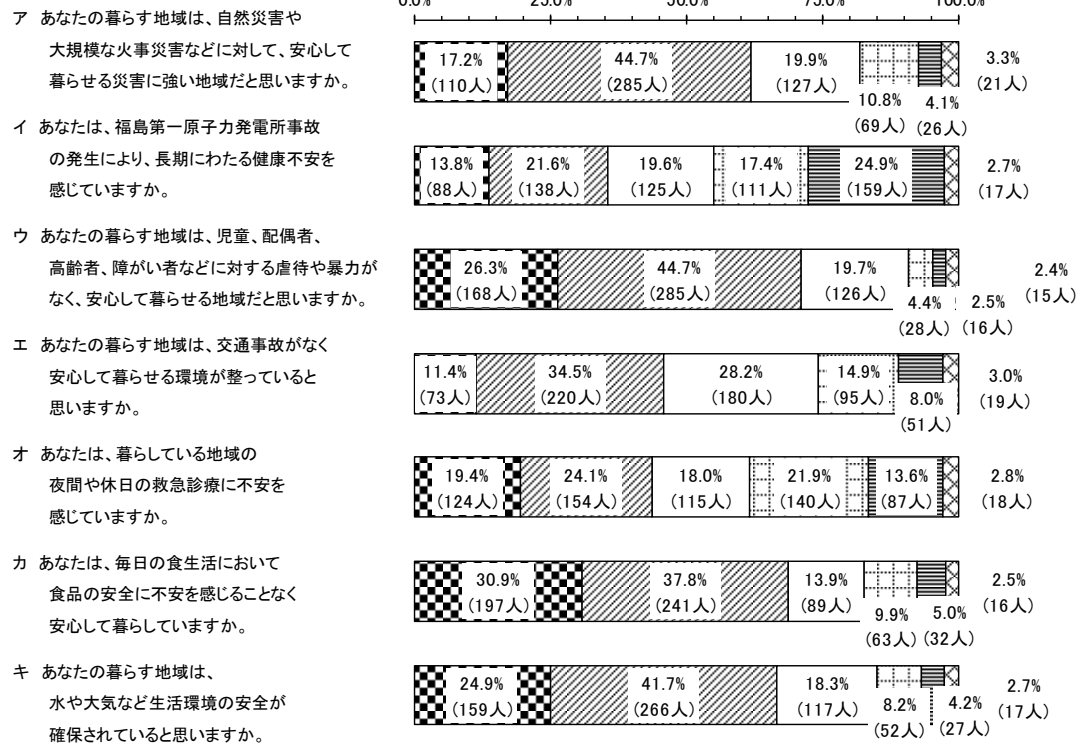 0.0% 25.0% 50.0% 75.0% 100.0%
ア あなたの暮らす地域は、自然災害や
大規模な火事災害などに対して、安心して
暮らせる災害に強い地域だと思いますか。
17.2% 44.7% 19.9% 10.8% 4.1% 3.3%
(110人) (285人) (127人) (69人) (26人) (21人)
イ あなたは、福島第一原子力発電所事故
の発生により、長期にわたる健康不安を
感じていますか。
13.8% 21.6% 19.6% 17.4% 24.9% 2.7%
(88人) (138人) (125人) (111人) (159人) (17人)
ウ あなたの暮らす地域は、児童、配偶者、
高齢者、障がい者などに対する虐待や暴力が
なく、安心して暮らせる地域だと思いますか。
26.3% 44.7% 19.7% 4.4% 2.5% 2.4%
(168人) (285人) (126人) (28人) (16人) (15人)
エ あなたの暮らす地域は、交通事故がなく
安心して暮らせる環境が整っていると
思いますか。
11.4% 34.5% 28.2% 14.9% 8.0% 3.0%
(73人) (220人) (180人) (95人) (51人) (19人)
オ あなたは、暮らしている地域の
夜間や休日の救急診療に不安を
感じていますか。
19.4% 24.1% 18.0% 21.9% 13.6% 2.8%
(124人) (154人) (115人) (140人) (87人) (18人)
カ あなたは、毎日の食生活において
食品の安全に不安を感じることなく
安心して暮らしていますか。
30.9% 37.8% 13.9% 9.9% 5.0% 2.5%
(197人) (241人) (89人) (63人) (32人) (16人)
キ あなたの暮らす地域は、
水や大気など生活環境の安全が
確保されていると思いますか。
24.9% 41.7% 18.3% 8.2% 4.2% 2.7%
(159人) (266人) (117人) (52人) (27人) (17人)